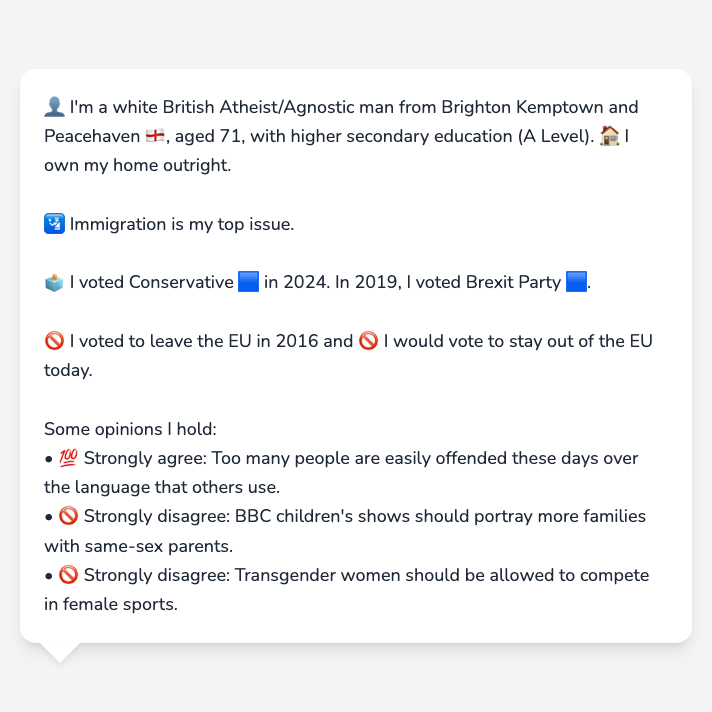 👤 I'm a white British Atheist/Agnostic man from Brighton Kemptown and
Peacehaven 🏴󠁧󠁢󠁥󠁮󠁧󠁿, aged 71, with higher secondary education (A Level). 🏠 I
own my home outright.
🛂 Immigration is my top issue.
🗳️ I voted Conservative 🟦 in 2024. In 2019, I voted Brexit Party 🟦.
🚫 I voted to leave the EU in 2016 and 🚫 I would vote to stay out of the EU
today.
Some opinions I hold:
• 💯 Strongly agree: Too many people are easily offended these days over
the language that others use.
• 🚫 Strongly disagree: BBC children's shows should portray more families
with same-sex parents.
• 🚫 Strongly disagree: Transgender women should be allowed to compete
in female sports.